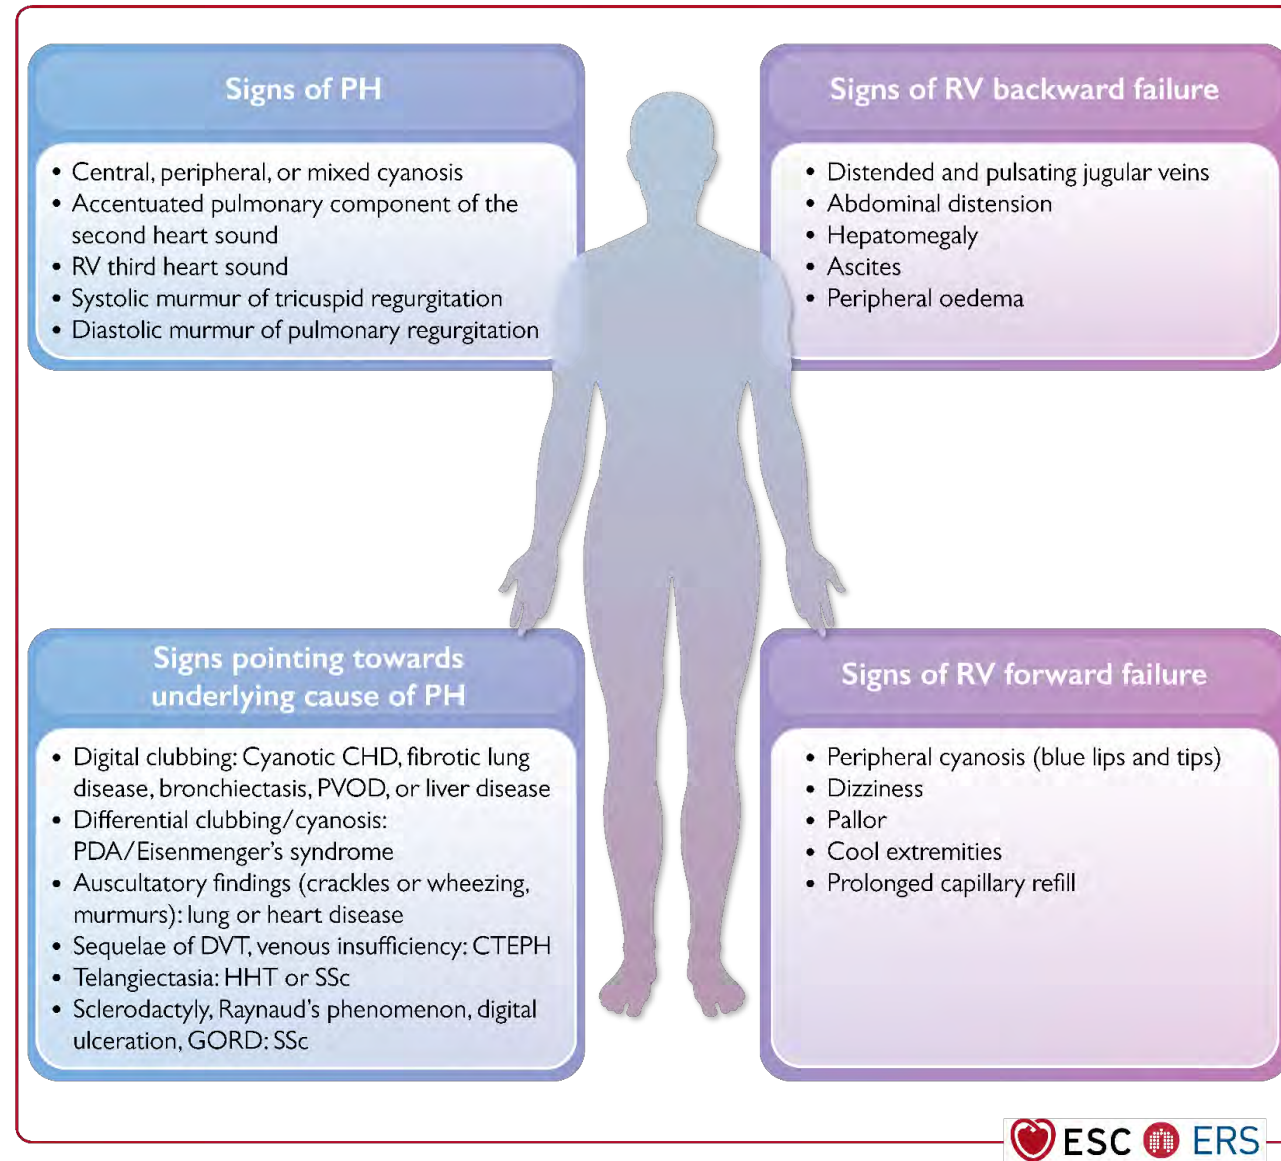 Signs of PH
• Central, peripheral, or mixed cyanosis
• Accentuated pulmonary component of the
second heart sound
• RV third heart sound
• Systolic murmur of tricuspid regurgitation
• Diastolic murmur of pulmonary regurgitation
Signs of RV backward failure
• Distended and pulsating jugular veins
• Abdominal distension
• Hepatomegaly
• Ascites
• Peripheral oedema
Signs pointing towards
underlying cause of PH
• Digital clubbing: Cyanotic CHD, fibrotic lung
disease, bronchiectasis, PVOD, or liver disease
• Differential clubbing/cyanosis:
PDA/Eisenmenger’s syndrome
• Auscultatory findings (crackles or wheezing,
murmurs): lung or heart disease
• Sequelae of DVT, venous insufficiency: CTEPH
• Telangiectasia: HHT or SSc
• Sclerodactyly, Raynaud’s phenomenon, digital
ulceration, GORD: SSc
Signs of RV forward failure
• Peripheral cyanosis (blue lips and tips)
• Dizziness
• Pallor
• Cool extremities
• Prolonged capillary refill
ESC ERS